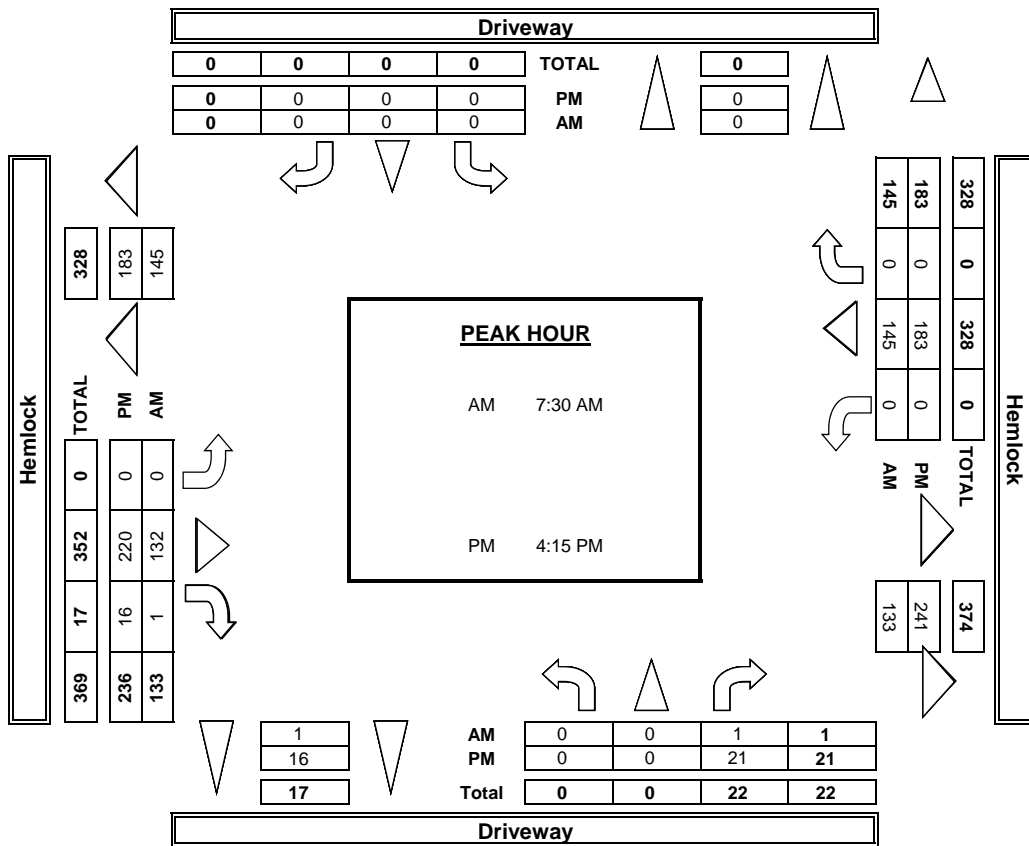 Driveway
0 0 0 0 TOTAL 0
0 0 0 0 PM 0
0 0 0 0 AM 0
Hemlock
328 183 145
TOTAL PM AM
0 0 0
352 220 132
17 16 1
369 236 133
PEAK HOUR
AM 7:30 AM
PM 4:15 PM
145 183 328
0 0 0
145 183 328
0 0 0
AM PM TOTAL
133 241 374
Hemlock
1 AM 0 0 1 1
16 PM 0 0 21 21
17 Total 0 0 22 22
Driveway